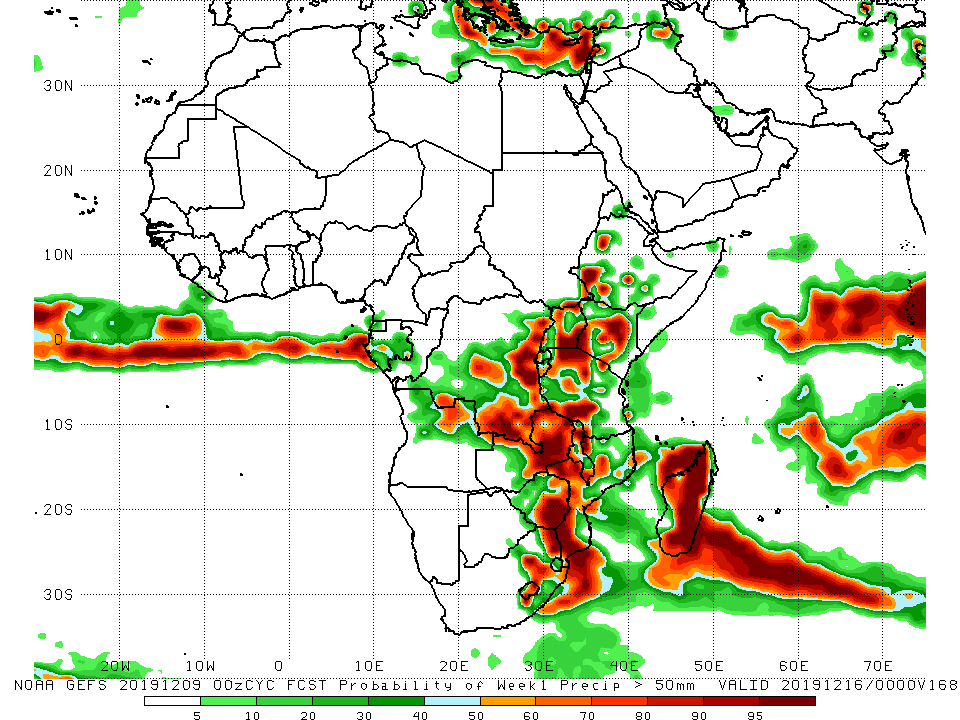 30N
20N
10N
0
10S
20S
30S
20W 10W 0 10E 20E 30E 40E 50E 60E 70E
NOAA GEFS 20191209 00zCYC FCST Probability of Week1 Precip > 50mm VALID 20191216/0000V168
5 10 20 30 40 50 60 70 80 90 95